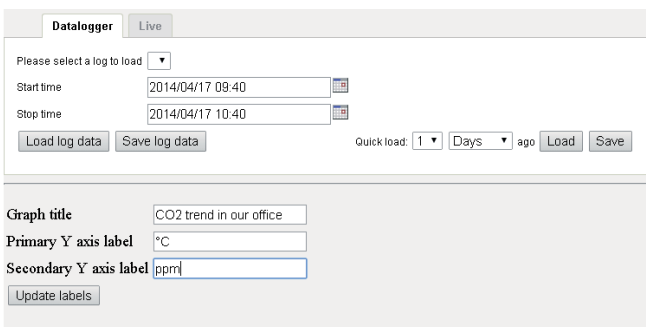 Datalogger Live
Please select a log to load
Start time 2014/04/17 09:40
Stop time 2014/04/17 10:40
Load log data Save log data Quick load: 1 Days ago Load Save
Graph title CO2 trend in our office
Primary Y axis label °C
Secondary Y axis label ppm
Update labels